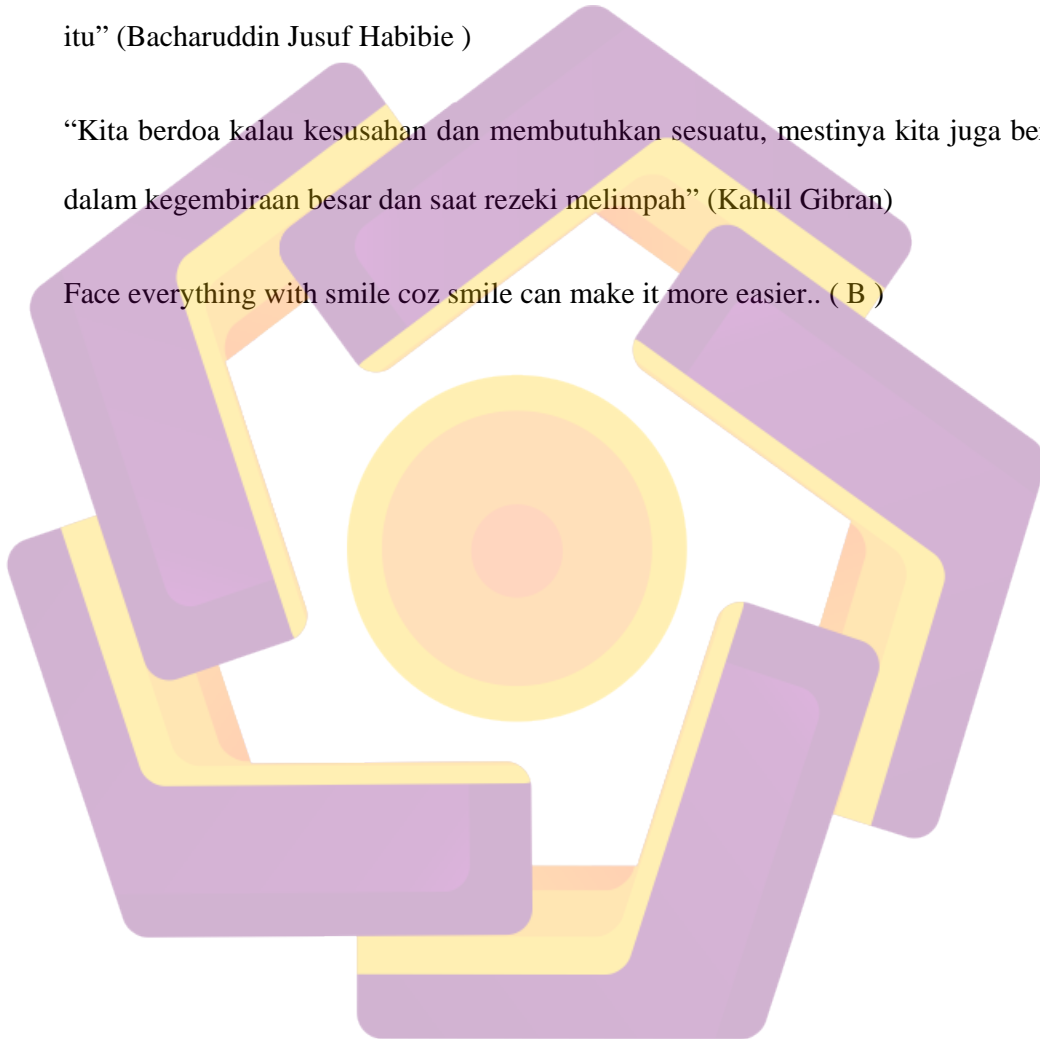 itu” (Bacharuddin Jusuf Habibie )
“Kita berdoa kalau kesusahan dan membutuhkan sesuatu, mestinya kita juga
dalam kegembiraan besar dan saat rezeki melimpah” (Kahlil Gibran)
Face everything with smile coz smile can make it more easier.. ( B )